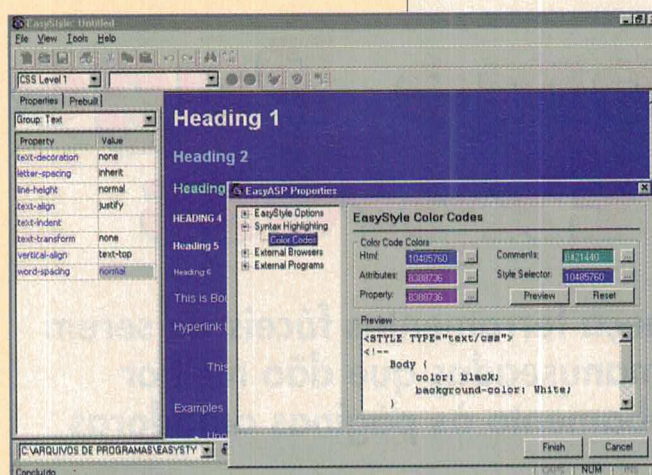 EasyStyle: Untitled
File View Tools Help
CSS Level 1
Properties Prebuilt
Group: Text
Property Value
text-decoration none
letter-spacing inherit
line-height normal
text-align justify
text-indent
text-transform none
vertical-align text-top
word-spacing normal
Heading 1
Heading 2
Heading
HEADING 4
Heading 5
Heading 6
This is Bo
Hyperlink
This
Examples
EasyASP Properties
EasyStyle Options
Syntax Highlighting
Color Codes
External Browsers
External Programs
EasyStyle Color Codes
Color Code Colors
Html: 10485760 ...
Comments: 8421440 ...
Attributes: 8388736 ...
Style Selector: 10485760 ...
Property: 8388736 ...
Preview Reset
Preview
<STYLE TYPE="text/css">
<!--
Body {
color: black;
background-color: White;
}
Finish Cancel
C:\ARQUIVOS DE PROGRAMAS\EASYSTY
Concluído
CAPS NUM